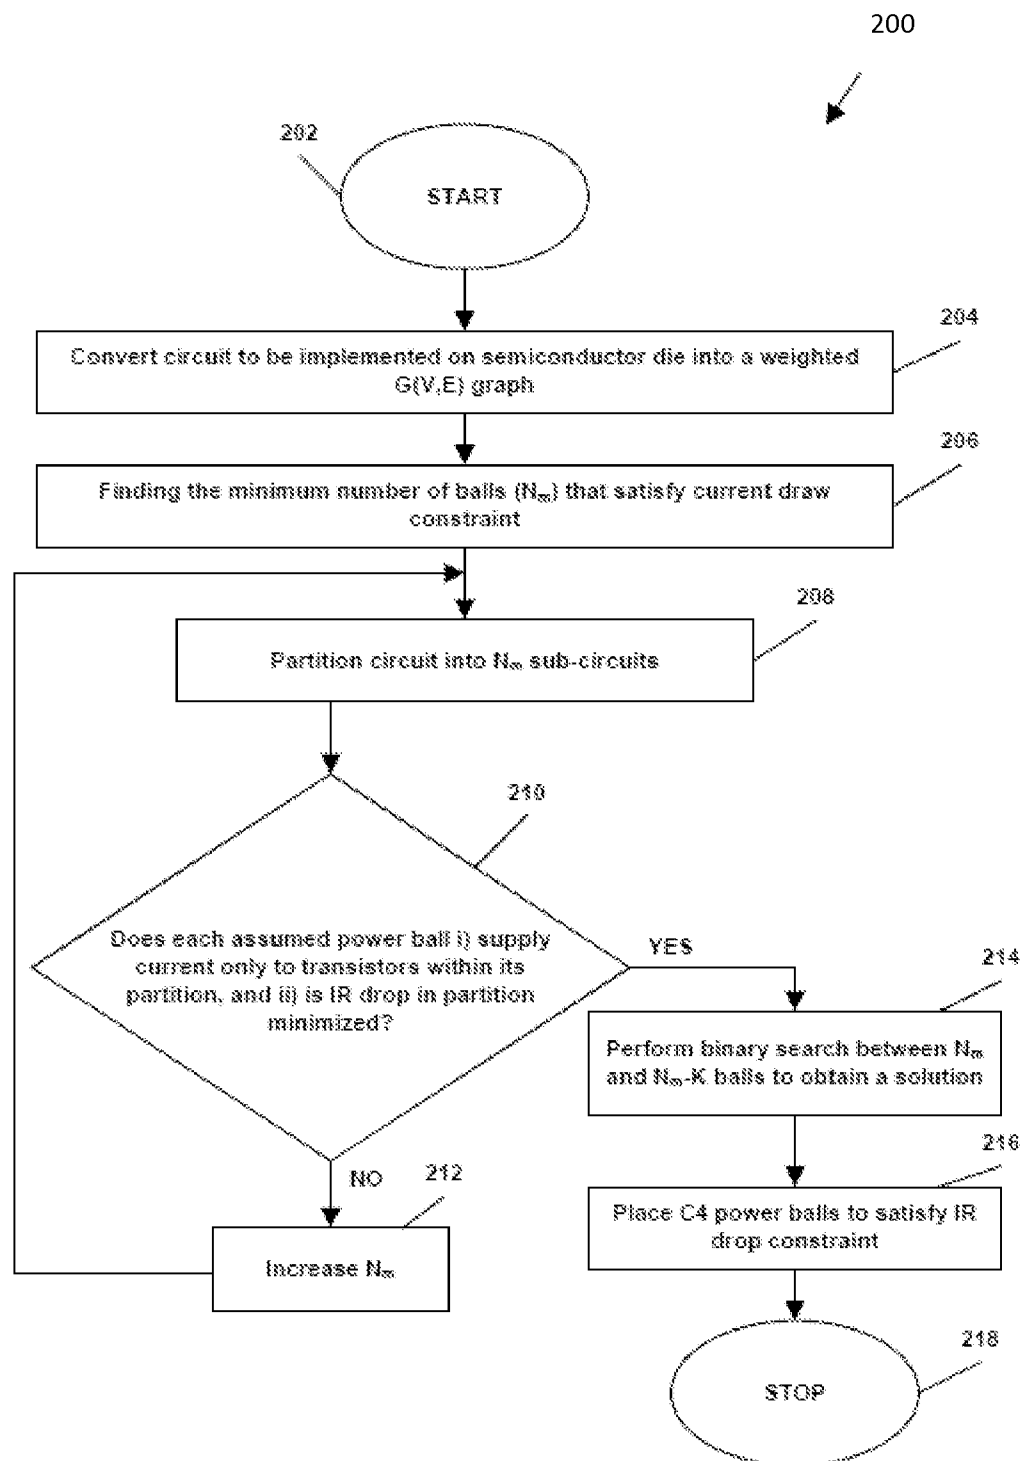 200
202
START
204
Convert circuit to be implemented on semiconductor die into a weighted
G(V,E) graph
206
Finding the minimum number of balls (Nₘ) that satisfy current draw
constraint
208
Partition circuit into Nₘ sub-circuits
210
Does each assumed power ball i) supply
current only to transistors within its
partition, and ii) is IR drop in partition
minimized?
YES
214
Perform binary search between Nₘ
and Nₘ-K balls to obtain a solution
NO
212
Increase Nₘ
216
Place C4 power balls to satisfy IR
drop constraint
218
STOP